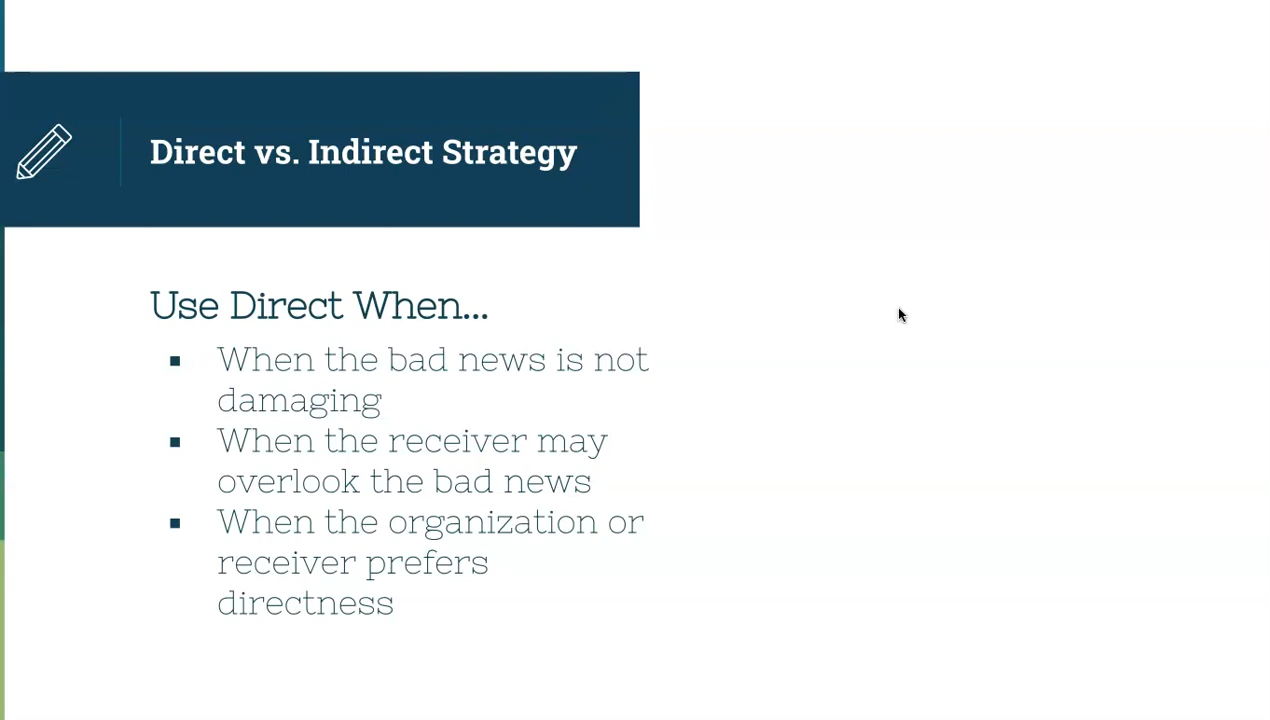 Direct vs. Indirect Strategy
Use Direct When...
▪ When the bad news is not
damaging
▪ When the receiver may
overlook the bad news
▪ When the organization or
receiver prefers
directness